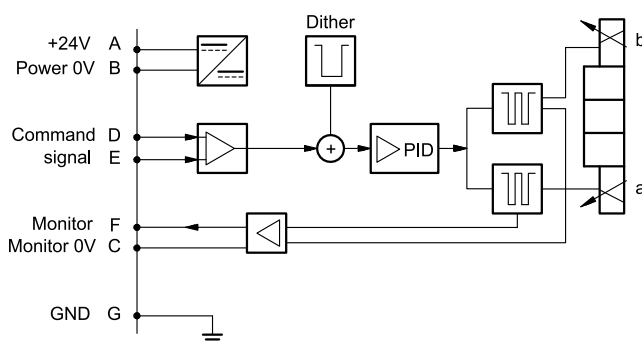 Dither
+24V A
Power 0V B
b
Command D
signal E
+
PID
a
Monitor F
Monitor 0V C
GND G